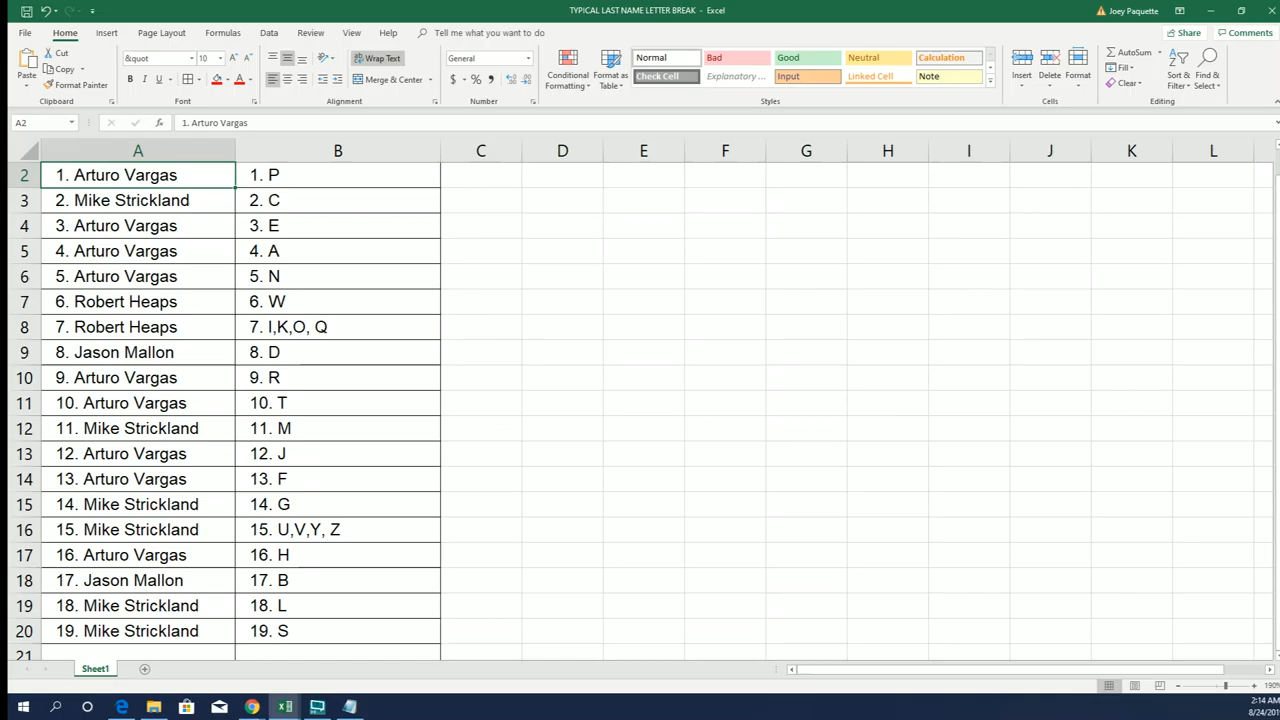 TYPICAL LAST NAME LETTER BREAK - Excel
Joey Paquette
File Home Insert Page Layout Formulas Data Review View Help Tell me what you want to do
Share Comments
Paste Cut Copy Format Painter
Clipboard
&quot 10 A A
B I U A
Font
Wrap Text
Merge & Center
Alignment
General
$ % ,
Number
Conditional Formatting
Format as Table
Normal Bad Good Neutral Calculation
Check Cell Explanatory ... Input Linked Cell Note
Styles
Insert Delete Format
Cells
AutoSum
Fill
Clear
Sort & Filter
Find & Select
Editing
A2 fx 1. Arturo Vargas
A B C D E F G H I J K L
2 1. Arturo Vargas 1. P
3 2. Mike Strickland 2. C
4 3. Arturo Vargas 3. E
5 4. Arturo Vargas 4. A
6 5. Arturo Vargas 5. N
7 6. Robert Heaps 6. W
8 7. Robert Heaps 7. I,K,O, Q
9 8. Jason Mallon 8. D
10 9. Arturo Vargas 9. R
11 10. Arturo Vargas 10. T
12 11. Mike Strickland 11. M
13 12. Arturo Vargas 12. J
14 13. Arturo Vargas 13. F
15 14. Mike Strickland 14. G
16 15. Mike Strickland 15. U,V,Y, Z
17 16. Arturo Vargas 16. H
18 17. Jason Mallon 17. B
19 18. Mike Strickland 18. L
20 19. Mike Strickland 19. S
21
Sheet1
190%
2:14 AM
8/24/201